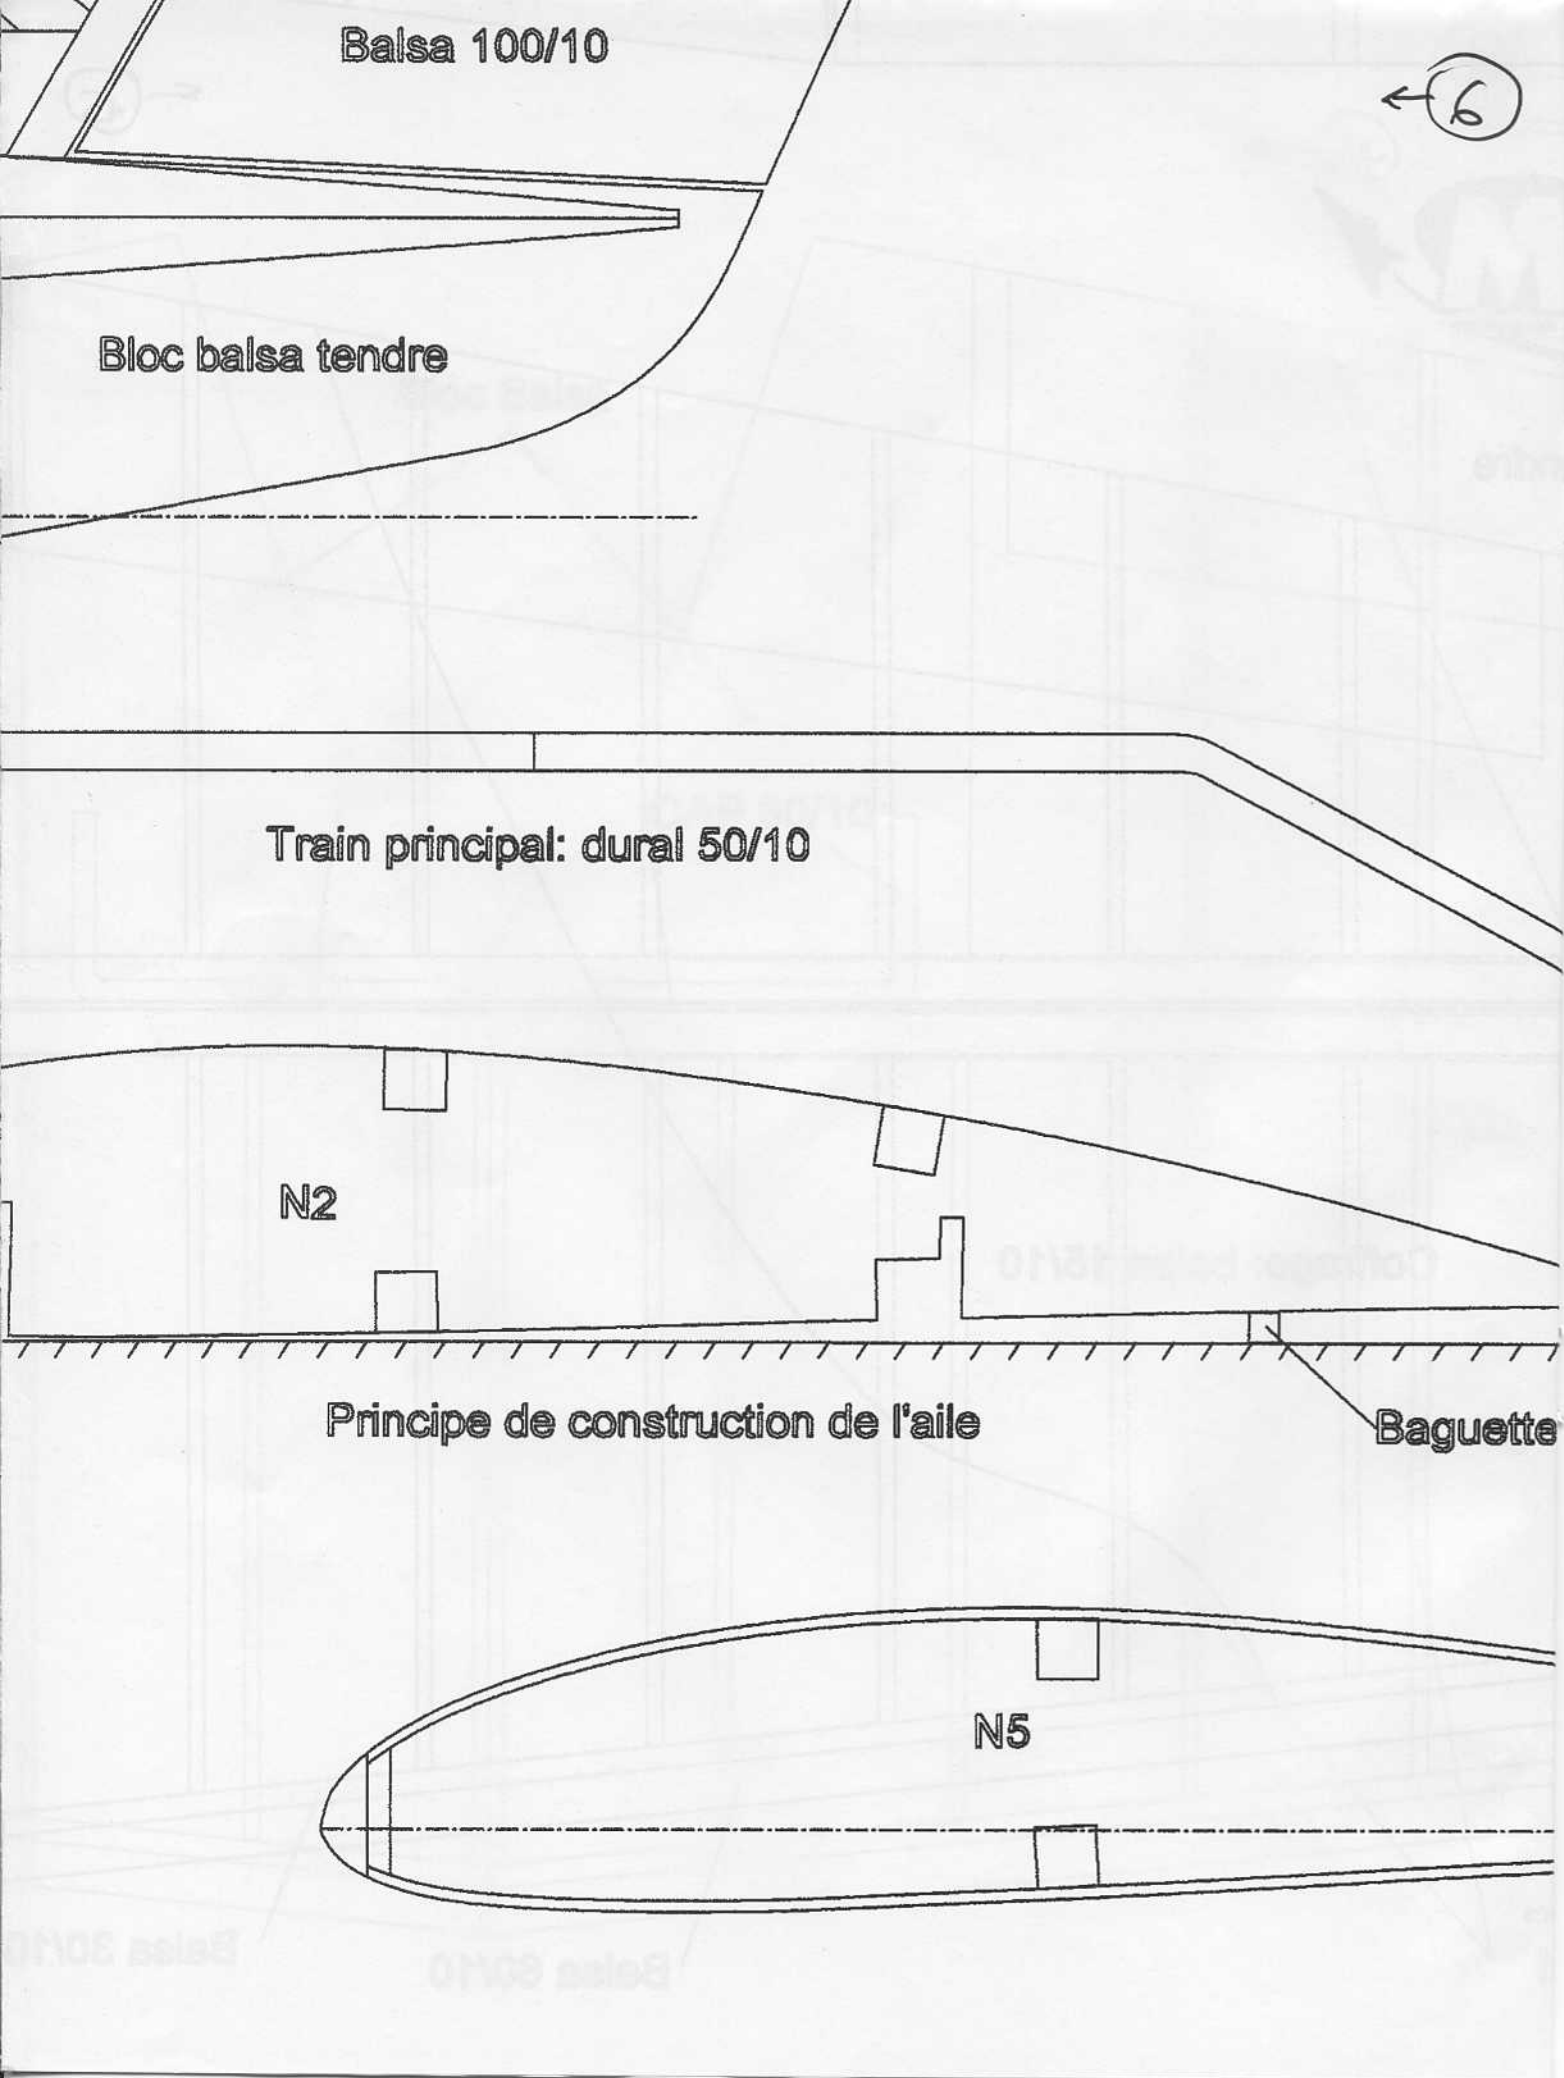 Balsa 100/10
← 6
Bloc balsa tendre
Train principal: dural 50/10
N2
Principe de construction de l'aile
Baguette
N5